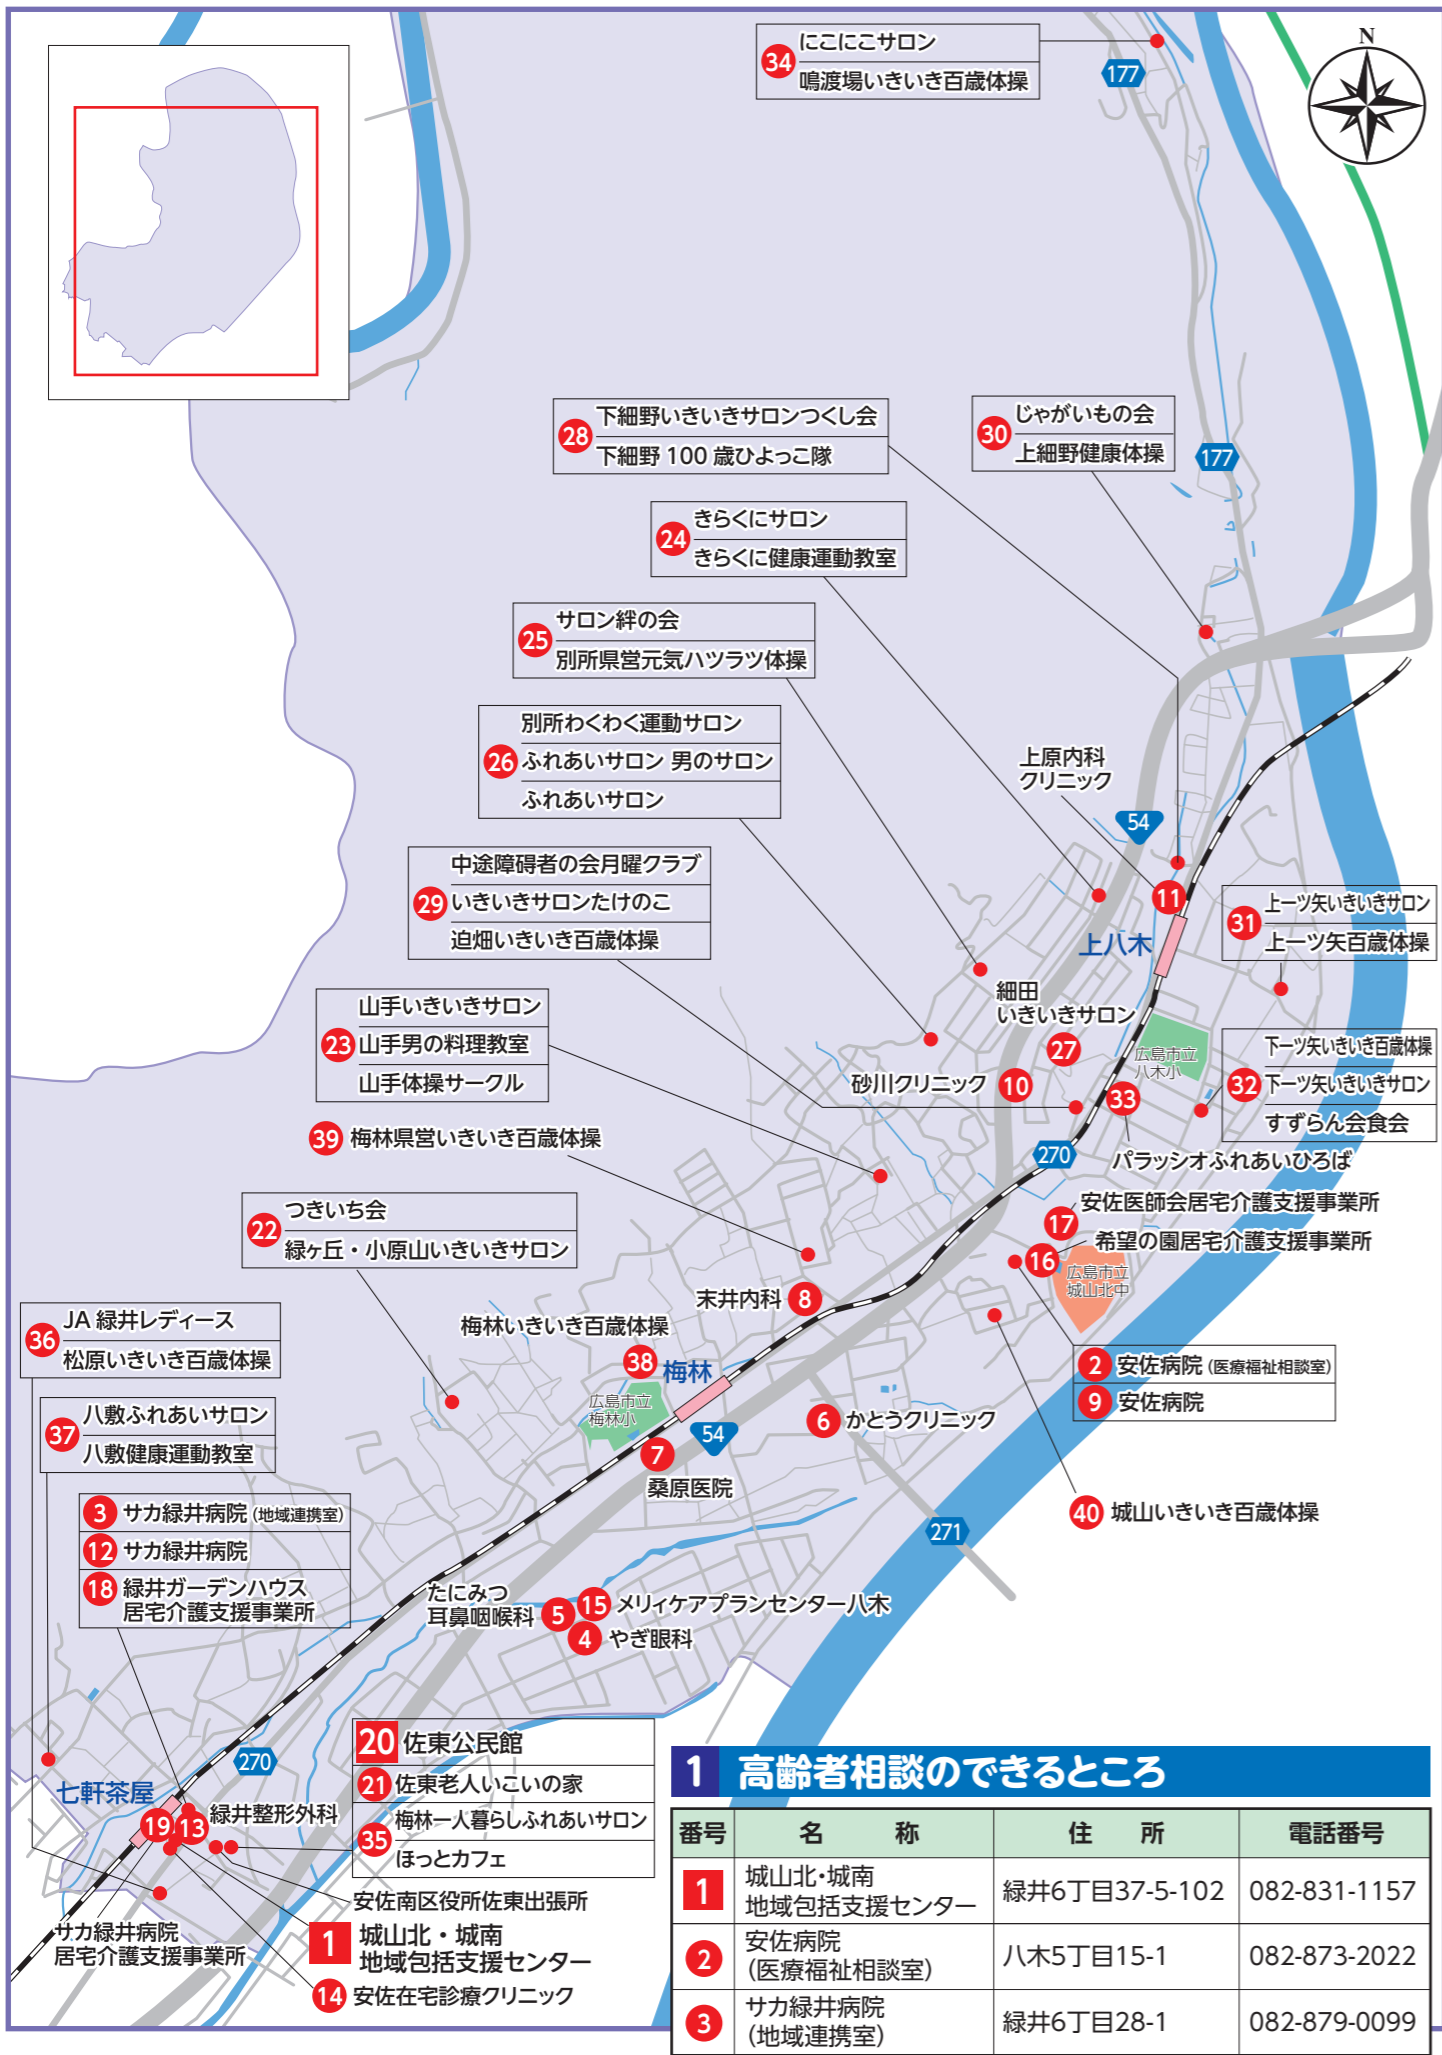 N
34
にこにこサロン
鳴渡場いきいき百歳体操
177
28
下細野いきいきサロンつくし会
下細野 100 歳ひよっこ隊
30
じゃがいもの会
上細野健康体操
177
24
きらくにサロン
きらくに健康運動教室
25
サロン絆の会
別所県営元気ハツラツ体操
26
別所わくわく運動サロン
ふれあいサロン 男のサロン
ふれあいサロン
上原内科
クリニック
54
29
中途障碍者の会月曜クラブ
いきいきサロンたけのこ
迫畑いきいき百歳体操
11
上八木
31
上一ツ矢いきいきサロン
上一ツ矢百歳体操
細田
いきいきサロン
27
23
山手いきいきサロン
山手男の料理教室
山手体操サークル
広島市立
八木小
砂川クリニック
10
33
32
下一ツ矢いきいき百歳体操
下一ツ矢いきいきサロン
すずらん会食会
39
梅林県営いきいき百歳体操
270
パラッシオふれあいひろば
22
つきいち会
緑ヶ丘・小原山いきいきサロン
17
安佐医師会居宅介護支援事業所
16
希望の園居宅介護支援事業所
広島市立
城山北中
末井内科
8
36
JA 緑井レディース
松原いきいき百歳体操
梅林いきいき百歳体操
38
梅林
2
安佐病院 (医療福祉相談室)
9
安佐病院
広島市立
梅林小
37
八敷ふれあいサロン
八敷健康運動教室
6
かとうクリニック
54
7
桑原医院
3
サカ緑井病院 (地域連携室)
12
サカ緑井病院
18
緑井ガーデンハウス
居宅介護支援事業所
40
城山いきいき百歳体操
271
たにみつ
耳鼻咽喉科
5
15
メリィケアプランセンター八木
4
やぎ眼科
20
佐東公民館
21
佐東老人いこいの家
35
梅林一人暮らしふれあいサロン
ほっとカフェ
270
七軒茶屋
19
13
緑井整形外科
安佐南区役所佐東出張所
1
城山北・城南
地域包括支援センター
サカ緑井病院
居宅介護支援事業所
14
安佐在宅診療クリニック
1 高齢者相談のできるところ
番号 名 称 住 所 電話番号
1 城山北・城南
地域包括支援センター 緑井6丁目37-5-102 082-831-1157
2 安佐病院
(医療福祉相談室) 八木5丁目15-1 082-873-2022
3 サカ緑井病院
(地域連携室) 緑井6丁目28-1 082-879-0099